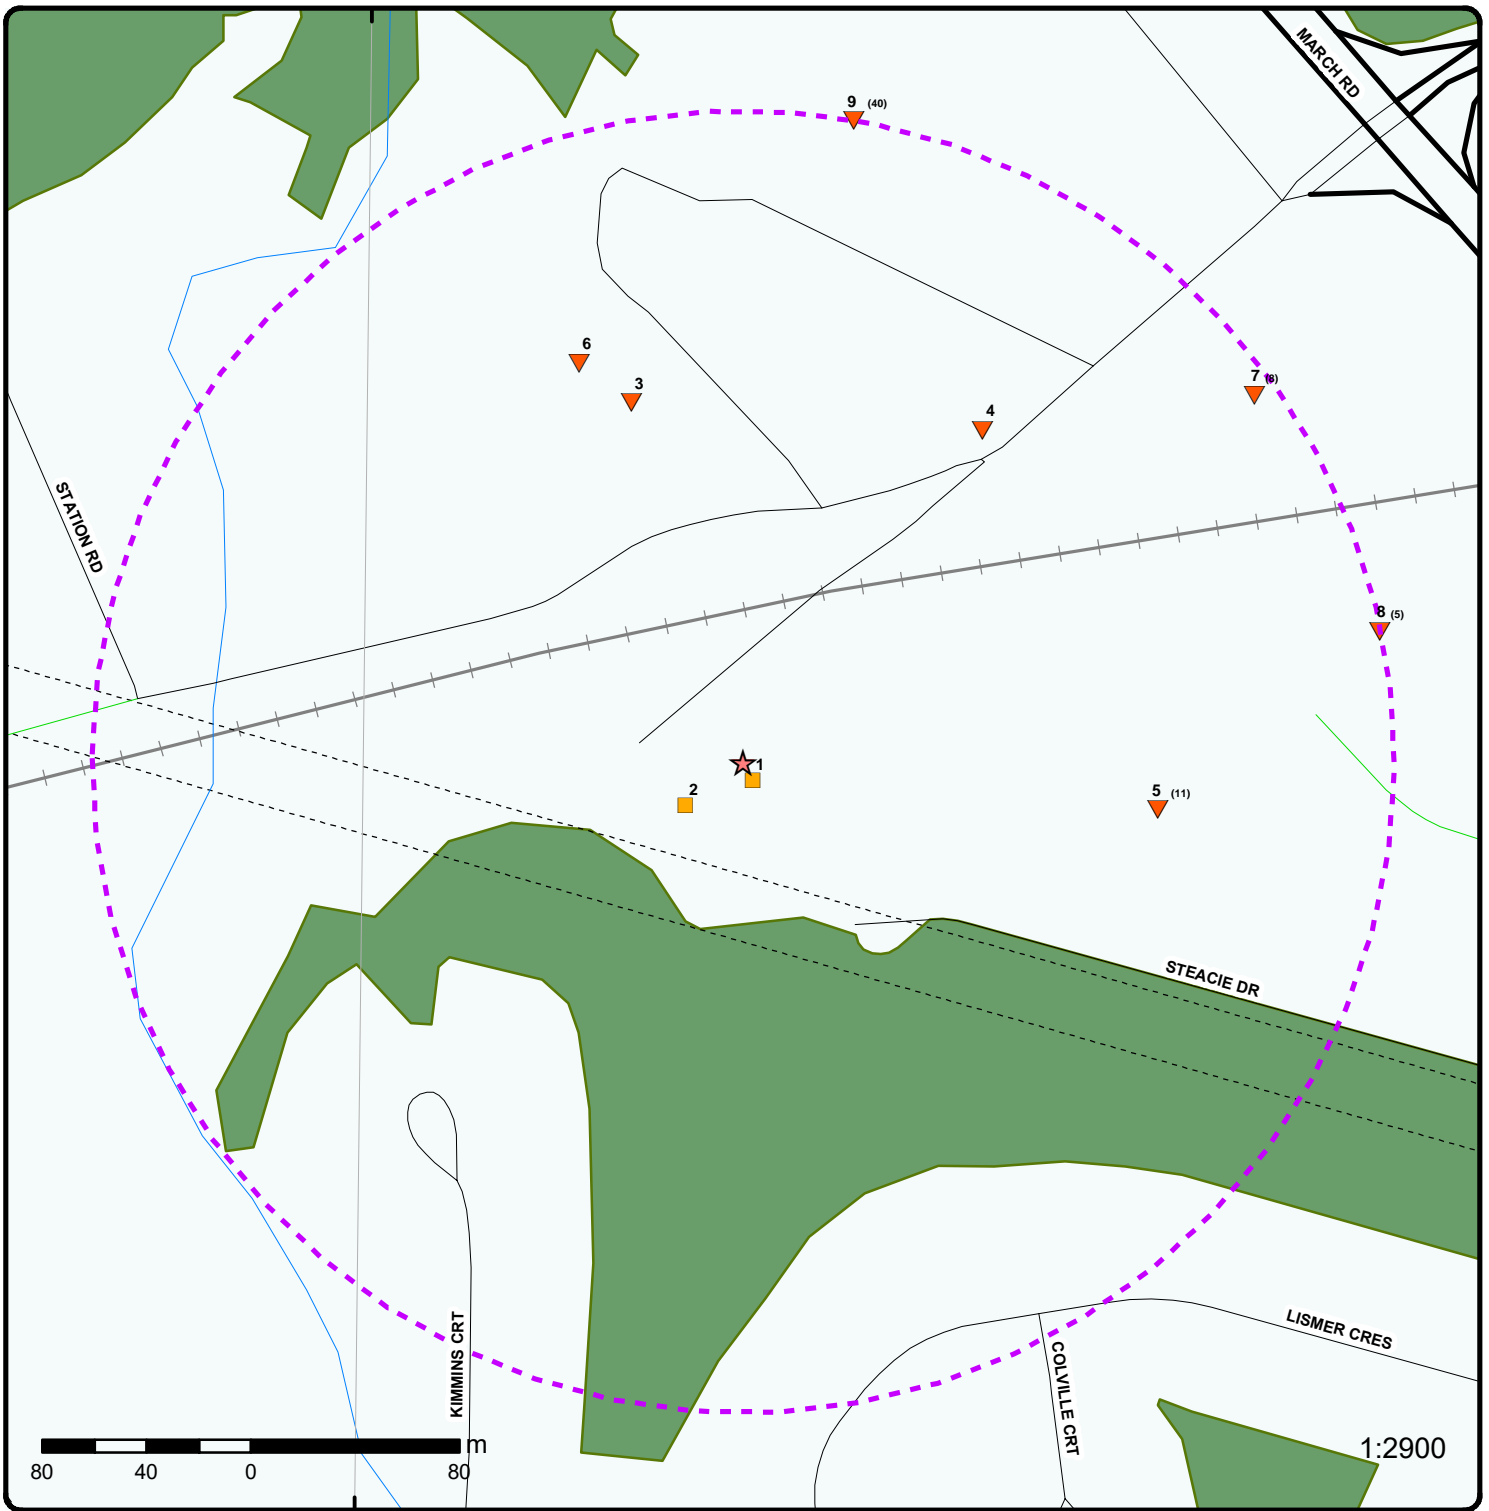 MARCH RD
9 (40)
6
3
7 (8)
4
STATION RD
8 (5)
1
2
5 (11)
STEACIE DR
KIMMINS CRT
LISMER CRES
COLVILLE CRT
m
80 40 0 80
1:2900